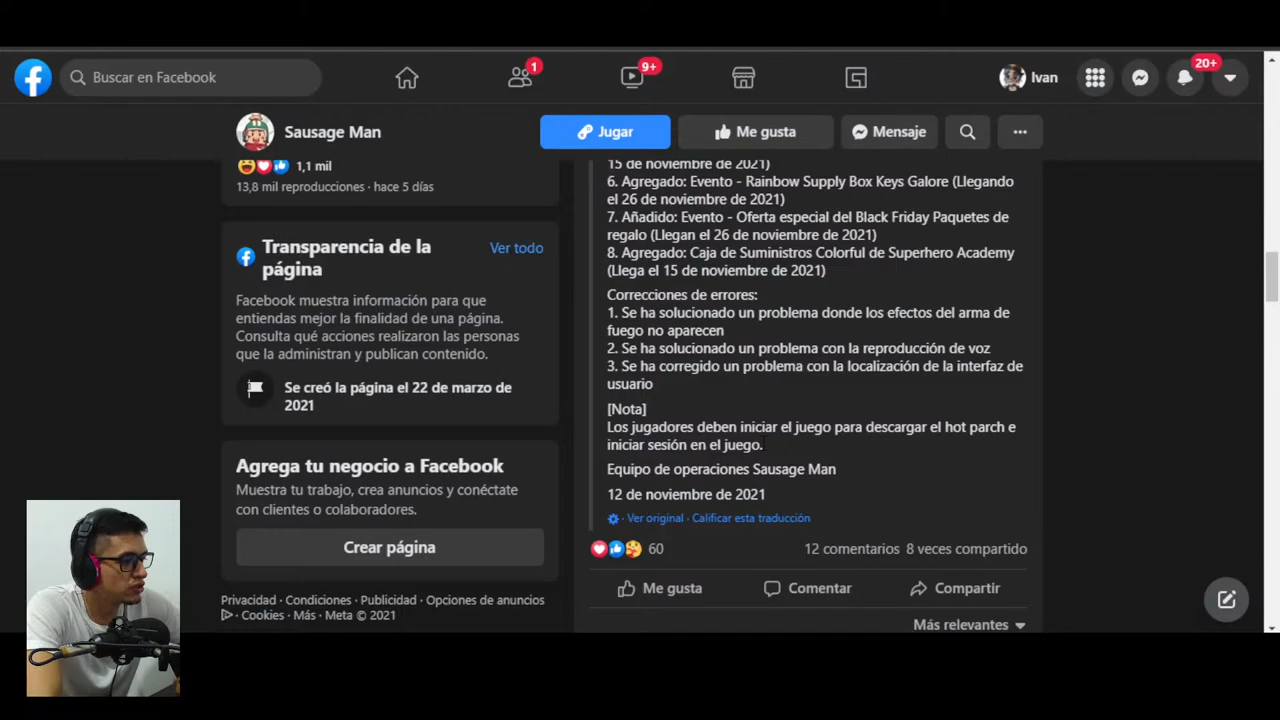 Buscar en Facebook
1
9+
Ivan
20+
Sausage Man
Jugar
Me gusta
Mensaje
1,1 mil
13,8 mil reproducciones · hace 5 días
Transparencia de la
página
Ver todo
Facebook muestra información para que
entiendas mejor la finalidad de una página.
Consulta qué acciones realizaron las personas
que la administran y publican contenido.
Se creó la página el 22 de marzo de
2021
Agrega tu negocio a Facebook
Muestra tu trabajo, crea anuncios y conéctate
con clientes o colaboradores.
Crear página
Privacidad · Condiciones · Publicidad · Opciones de anuncios
· Cookies · Más · Meta © 2021
15 de noviembre de 2021)
6. Agregado: Evento - Rainbow Supply Box Keys Galore (Llegando
el 26 de noviembre de 2021)
7. Añadido: Evento - Oferta especial del Black Friday Paquetes de
regalo (Llegan el 26 de noviembre de 2021)
8. Agregado: Caja de Suministros Colorful de Superhero Academy
(Llega el 15 de noviembre de 2021)
Correcciones de errores:
1. Se ha solucionado un problema donde los efectos del arma de
fuego no aparecen
2. Se ha solucionado un problema con la reproducción de voz
3. Se ha corregido un problema con la localización de la interfaz de
usuario
[Nota]
Los jugadores deben iniciar el juego para descargar el hot parch e
iniciar sesión en el juego.
Equipo de operaciones Sausage Man
12 de noviembre de 2021
· Ver original · Calificar esta traducción
60
12 comentarios 8 veces compartido
Me gusta
Comentar
Compartir
Más relevantes